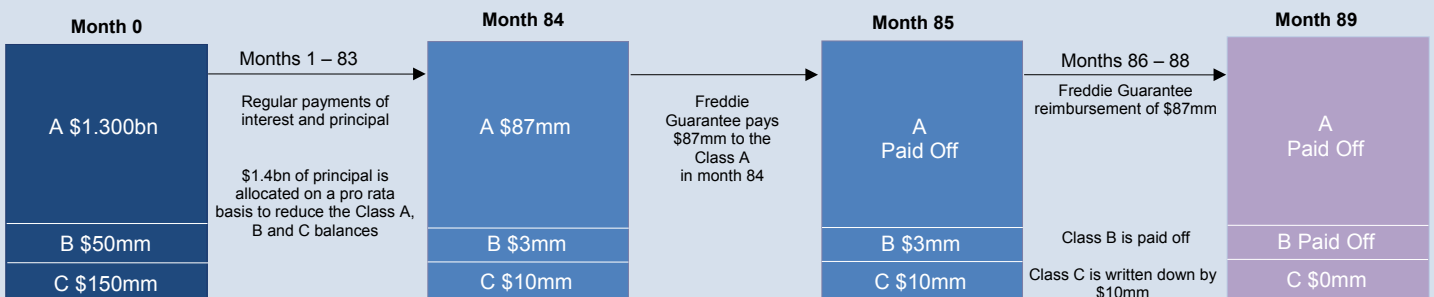 Month 0
Month 84
Month 85
Month 89
A $1.300bn
B $50mm
C $150mm
Months 1 – 83
Regular payments of
interest and principal
$1.4bn of principal is
allocated on a pro rata
basis to reduce the Class A,
B and C balances
A $87mm
B $3mm
C $10mm
Freddie
Guarantee pays
$87mm to the
Class A
in month 84
A
Paid Off
B $3mm
C $10mm
Months 86 – 88
Freddie Guarantee
reimbursement of $87mm
Class B is paid off
Class C is written down by
$10mm
A
Paid Off
B Paid Off
C $0mm